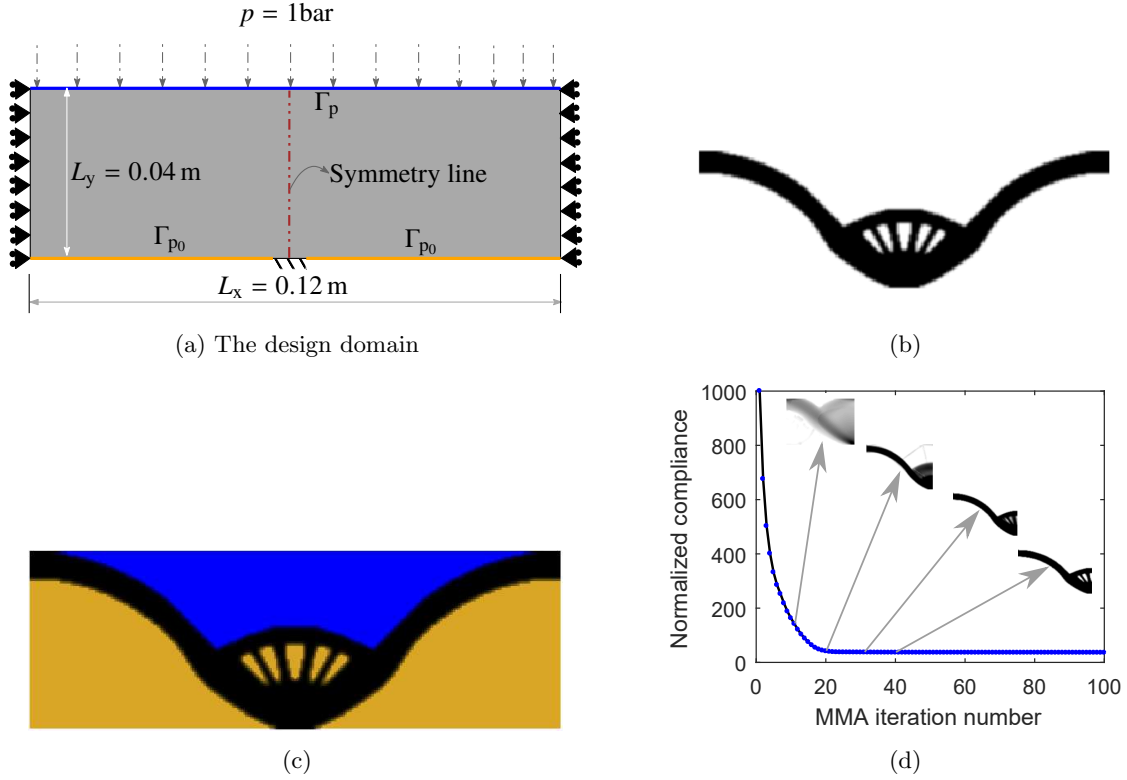 p = 1bar
Γp
Ly = 0.04 m
Symmetry line
Γp0
Γp0
Lx = 0.12 m
(a) The design domain
(b)
(c)
1000
800
600
400
200
0
Normalized compliance
0 20 40 60 80 100
MMA iteration number
(d)